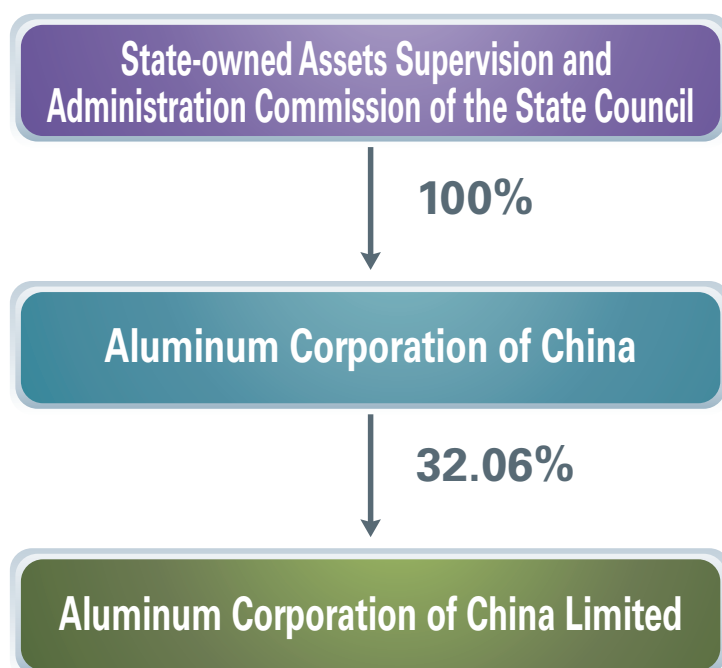 State-owned Assets Supervision and
Administration Commission of the State Council
100%
Aluminum Corporation of China
32.06%
Aluminum Corporation of China Limited